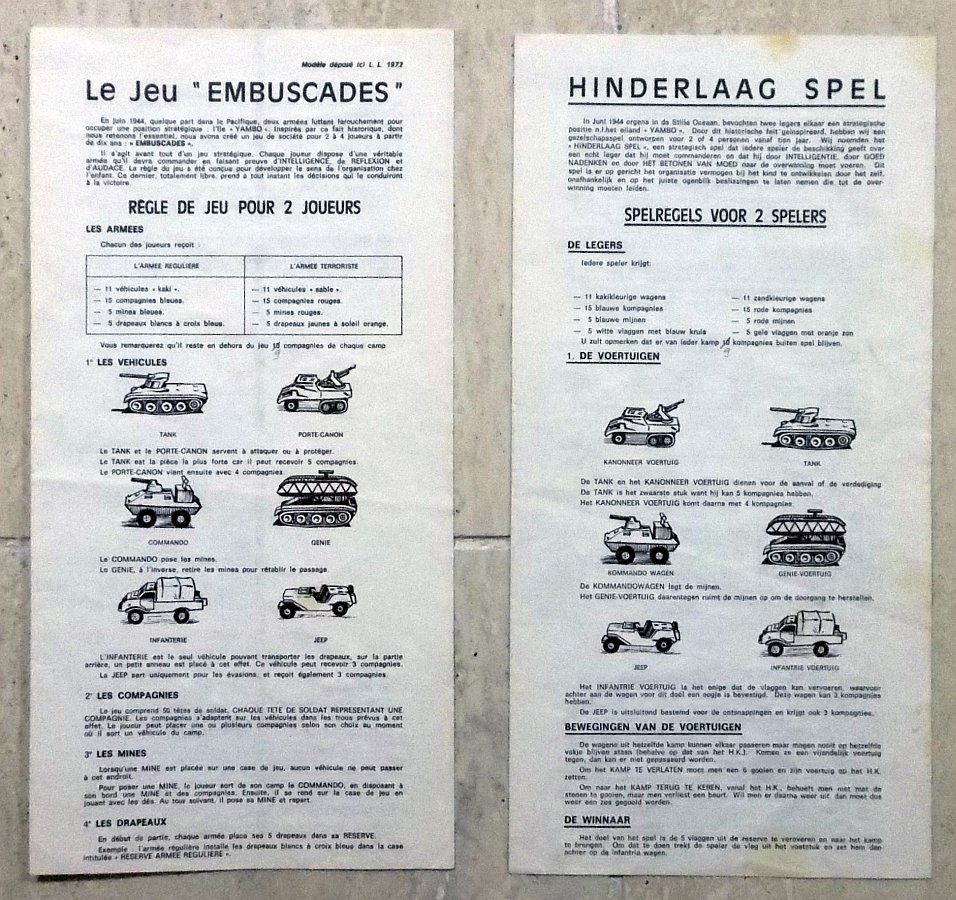 Modèle déposé (c) L. L. 1972
Le Jeu "EMBUSCADES"
En juin 1944, quelque part dans le Pacifique, deux armées luttent farouchement pour
occuper une position stratégique : l'île « YAMBO ». Inspirés par ce fait historique, dont
nous retenons l'essentiel, nous avons créé un jeu de société pour 2 à 4 joueurs à partir
de dix ans : « EMBUSCADES ».
Il s'agit avant tout d'un jeu stratégique. Chaque joueur dispose d'une véritable
armée qu'il devra commander en faisant preuve d'INTELLIGENCE, de REFLEXION et
d'AUDACE. La règle du jeu a été conçue pour développer le sens de l'organisation chez
l'enfant. Ce dernier, totalement libre, prend à tout instant les décisions qui le conduiront
à la victoire.
REGLE DE JEU POUR 2 JOUEURS
LES ARMEES
Chacun des joueurs reçoit :
L'ARMEE REGULIERE
L'ARMEE TERRORISTE
— 11 véhicules « kaki ».
— 11 véhicules « sable ».
— 15 compagnies bleues.
— 15 compagnies rouges.
— 5 mines bleues.
— 5 mines rouges.
— 5 drapeaux blancs à croix bleue.
— 5 drapeaux jaunes à soleil orange.
Vous remarquerez qu'il reste en dehors du jeu compagnies de chaque camp
9
1° LES VEHICULES
TANK
PORTE-CANON
Le TANK et le PORTE-CANON servent à attaquer ou à protéger.
Le TANK est la pièce la plus forte car il peut recevoir 5 compagnies.
Le PORTE-CANON vient ensuite avec 4 compagnies.
COMMANDO
GENIE
Le COMMANDO pose les mines.
Le GENIE, à l'inverse, retire les mines pour rétablir le passage.
INFANTERIE
JEEP
L'INFANTERIE est le seul véhicule pouvant transporter les drapeaux, sur la partie
arrière, un petit anneau est placé à cet effet. Ce véhicule peut recevoir 3 compagnies.
La JEEP sert uniquement pour les évasions, et reçoit également 3 compagnies.
2° LES COMPAGNIES
Le jeu comprend 50 têtes de soldat, CHAQUE TETE DE SOLDAT REPRESENTANT UNE
COMPAGNIE. Les compagnies s'adaptent sur les véhicules dans les trous prévus à cet
effet. Le joueur peut placer une ou plusieurs compagnies selon son choix au moment
où il sort un véhicule du camp.
3° LES MINES
Lorsqu'une MINE est placée sur une case de jeu, aucun véhicule ne peut passer
à cet endroit.
Pour poser une MINE, le joueur sort de son camp le COMMANDO, en disposant à
son bord une MINE et des compagnies. Ensuite, il se rend sur la case de jeu en
jouant avec les dés. Au tour suivant, il pose sa MINE et repart.
4° LES DRAPEAUX
En début de partie, chaque armée place ses 5 drapeaux dans sa RESERVE.
Exemple : l'armée régulière installe les drapeaux blancs à croix bleue dans la case
intitulée « RESERVE ARMEE REGULIERE ».
HINDERLAAG SPEL
In Juni 1944 ergens in de Stille Oceaan, bevochten twee legers elkaar een strategische
positie n.l. het eiland « YAMBO ». Door dit historische feit geïnspireerd, hebben wij een
gezelschapsspel ontworpen voor 2 of 4 personen vanaf tien jaar. Wij noemden het
« HINDERLAAG SPEL », een strategisch spel dat iedere speler de beschikking geeft over
een echt leger dat hij moet commanderen en dat hij door INTELLIGENTIE, door GOED
NADENKEN en door HET BETONEN VAN MOED naar de overwinning moet voeren. Dit
spel is er op gericht het organisatie vermogen bij het kind te ontwikkelen door het zelf,
onafhankelijk en op het juiste ogenblik beslissingen te laten nemen die tot de over-
winning moeten leiden.
SPELREGELS VOOR 2 SPELERS
DE LEGERS
Iedere speler krijgt:
— 11 kakikleurige wagens
— 11 zandkleurige wagens
— 15 blauwe kompagnies
— 15 rode kompagnies
— 5 blauwe mijnen
— 5 rode mijnen
— 5 witte vlaggen met blauw kruis
— 5 gele vlaggen met oranje zon
U zult opmerken dat er van ieder kamp kompagnies buiten spel blijven.
9
1. DE VOERTUIGEN
KANONNEER VOERTUIG
TANK
De TANK en het KANONNEER VOERTUIG dienen voor de aanval of de verdediging
De TANK is het zwaarste stuk want hij kan 5 kompagnies hebben.
Het KANONNEER VOERTUIG komt daarna met 4 kompagnies.
KOMMANDO WAGEN
GENIE-VOERTUIG
De KOMMANDOWAGEN legt de mijnen.
Het GENIE-VOERTUIG daarentegen ruimt de mijnen op om de doorgang te herstellen.
JEEP
INFANTRIE VOERTUIG
Het INFANTRIE VOERTUIG is het enige dat de vlaggen kan vervoeren, waarvoor
achter aan de wagen voor dit doel een oogje is bevestigd. Deze wagen kan 3 kompagnies
hebben.
De JEEP is uitsluitend bestemd voor de ontsnappingen en krijgt ook 3 kompagnies.
BEWEGINGEN VAN DE VOERTUIGEN
De wagens uit hetzelfde kamp kunnen elkaar passeren maar mogen nooit op hetzelfde
vakje blijven staan (behalve op dat van het H.K.). Komen ze een vijandelijk voertuig
tegen, dan kan er niet gepasseerd worden.
Om het KAMP TE VERLATEN moet men een 6 gooien en zijn voertuig op het H.K.
zetten.
Om naar het KAMP TERUG TE KEREN, vanaf het H.K., behoeft men niet met de
stenen te gooien, maar men verliest een beurt. Wil men er daarna weer uit, dan moet dus
weer een zes gegooid worden.
DE WINNAAR
Het doel van het spel is de 5 vlaggen uit de reserve te veroveren en naar het kamp
te brengen. Om dat te doen trekt de speler de vlag uit het voetstuk en zet hem dan
achter op de infantrie wagen.